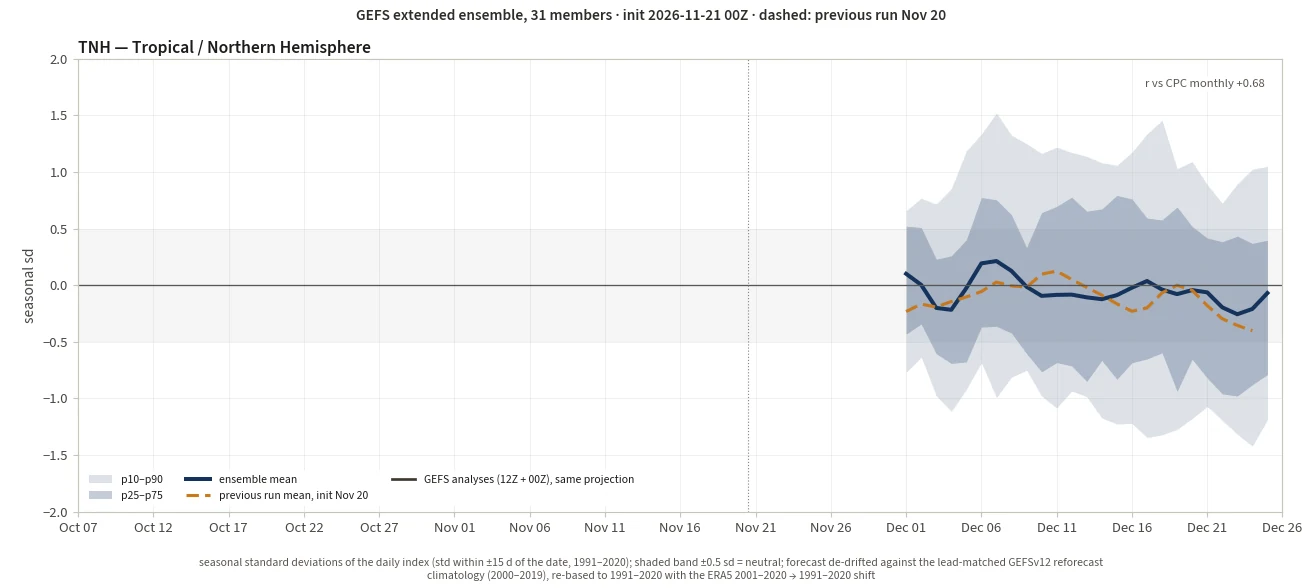 GEFS extended ensemble, 31 members · init 2026-11-21 00Z · dashed: previous run Nov 20
TNH — Tropical / Northern Hemisphere
r vs CPC monthly +0.68
seasonal sd
2.0
1.5
1.0
0.5
0.0
−0.5
−1.0
−1.5
−2.0
p10–p90
ensemble mean
GEFS analyses (12Z + 00Z), same projection
p25–p75
previous run mean, init Nov 20
Oct 07 Oct 12 Oct 17 Oct 22 Oct 27 Nov 01 Nov 06 Nov 11 Nov 16 Nov 21 Nov 26 Dec 01 Dec 06 Dec 11 Dec 16 Dec 21 Dec 26
seasonal standard deviations of the daily index (std within ±15 d of the date, 1991–2020); shaded band ±0.5 sd = neutral; forecast de-drifted against the lead-matched GEFSv12 reforecast
climatology (2000–2019), re-based to 1991–2020 with the ERA5 2001–2020 → 1991–2020 shift